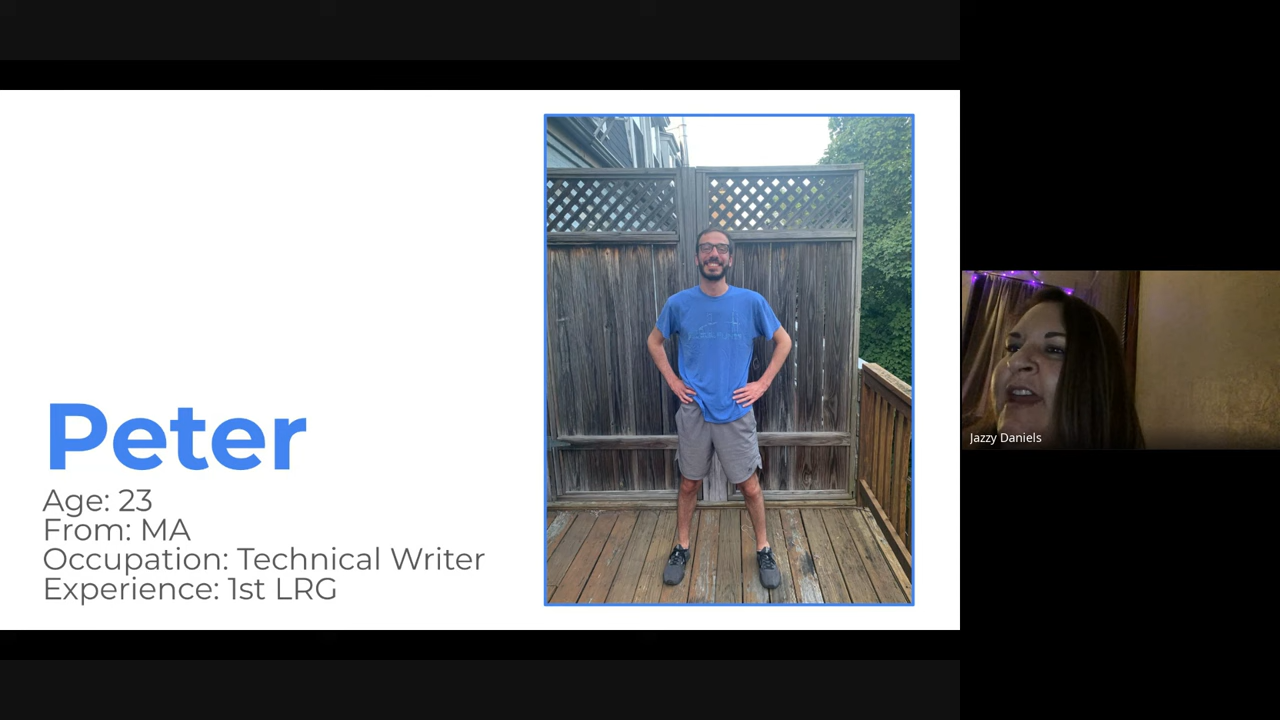 Peter
Age: 23
From: MA
Occupation: Technical Writer
Experience: 1st LRG
Jazzy Daniels